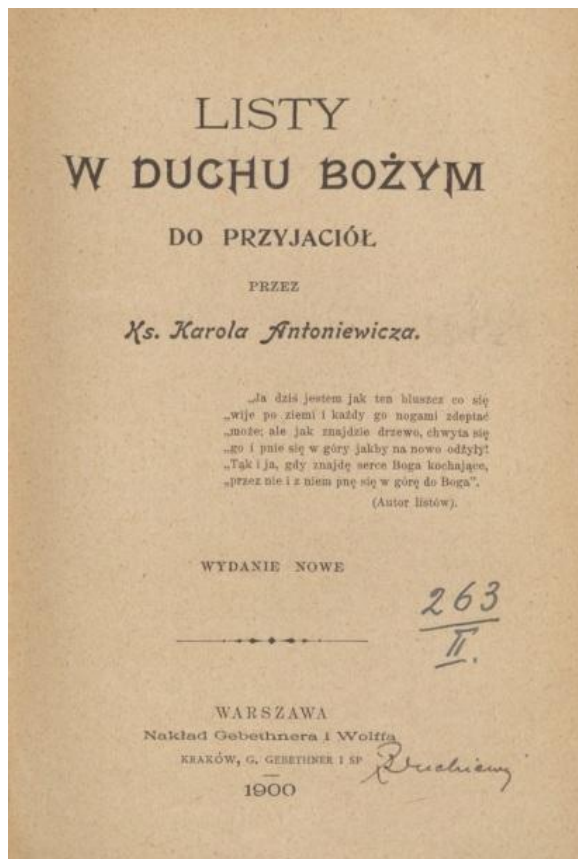 LISTY
W DUCHU BOŻYM
DO PRZYJACIÓŁ
PRZEZ
Ks. Karola Antoniewicza.
„Ja dziś jestem jak ten bluszcz co się
„wije po ziemi i każdy go nogami zdeptać
„może; ale jak znajdzie drzewo, chwyta się
„go i pnie się w góry jakby na nowo odżyły!
„Tak i ja, gdy znajdę serce Boga kochające,
„przez nie i z niem pnę się w górę do Boga".
(Autor listów).
WYDANIE NOWE
263
II.
WARSZAWA
Nakład Gebethnera i Wolffa
KRAKÓW, G. GEBETHNER I SP
1900